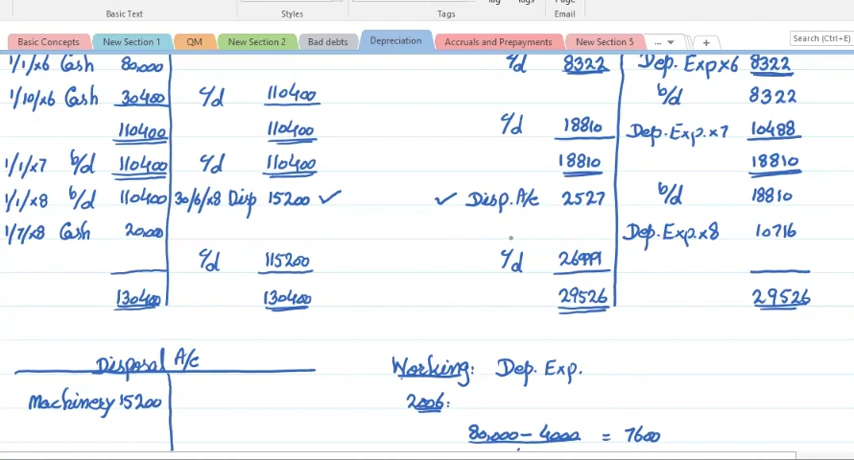 Basic Text Styles Tags Email
Basic Concepts New Section 1 QM New Section 2 Bad debts Depreciation Accruals and Prepayments New Section 5 ... + Search (Ctrl+E)
1/1/x6 Cash 80,000 c/d 8322 Dep. Exp x6 8322
1/10/x6 Cash 30400 c/d 110400 b/d 8322
110400 110400 c/d 18810 Dep. Exp. x7 10488
1/1/x7 b/d 110400 c/d 110400 18810 18810
1/1/x8 b/d 110400 30/6/x8 Disp 15200 ✓ ✓ Disp. A/c 2527 b/d 18810
1/7/x8 Cash 20,000 Dep. Exp. x8 10716
c/d 115200 c/d 26999
130400 130400 29526 29526
Disposal A/c Working: Dep. Exp.
Machinery 15200 2006:
80,000 - 4000 = 7600